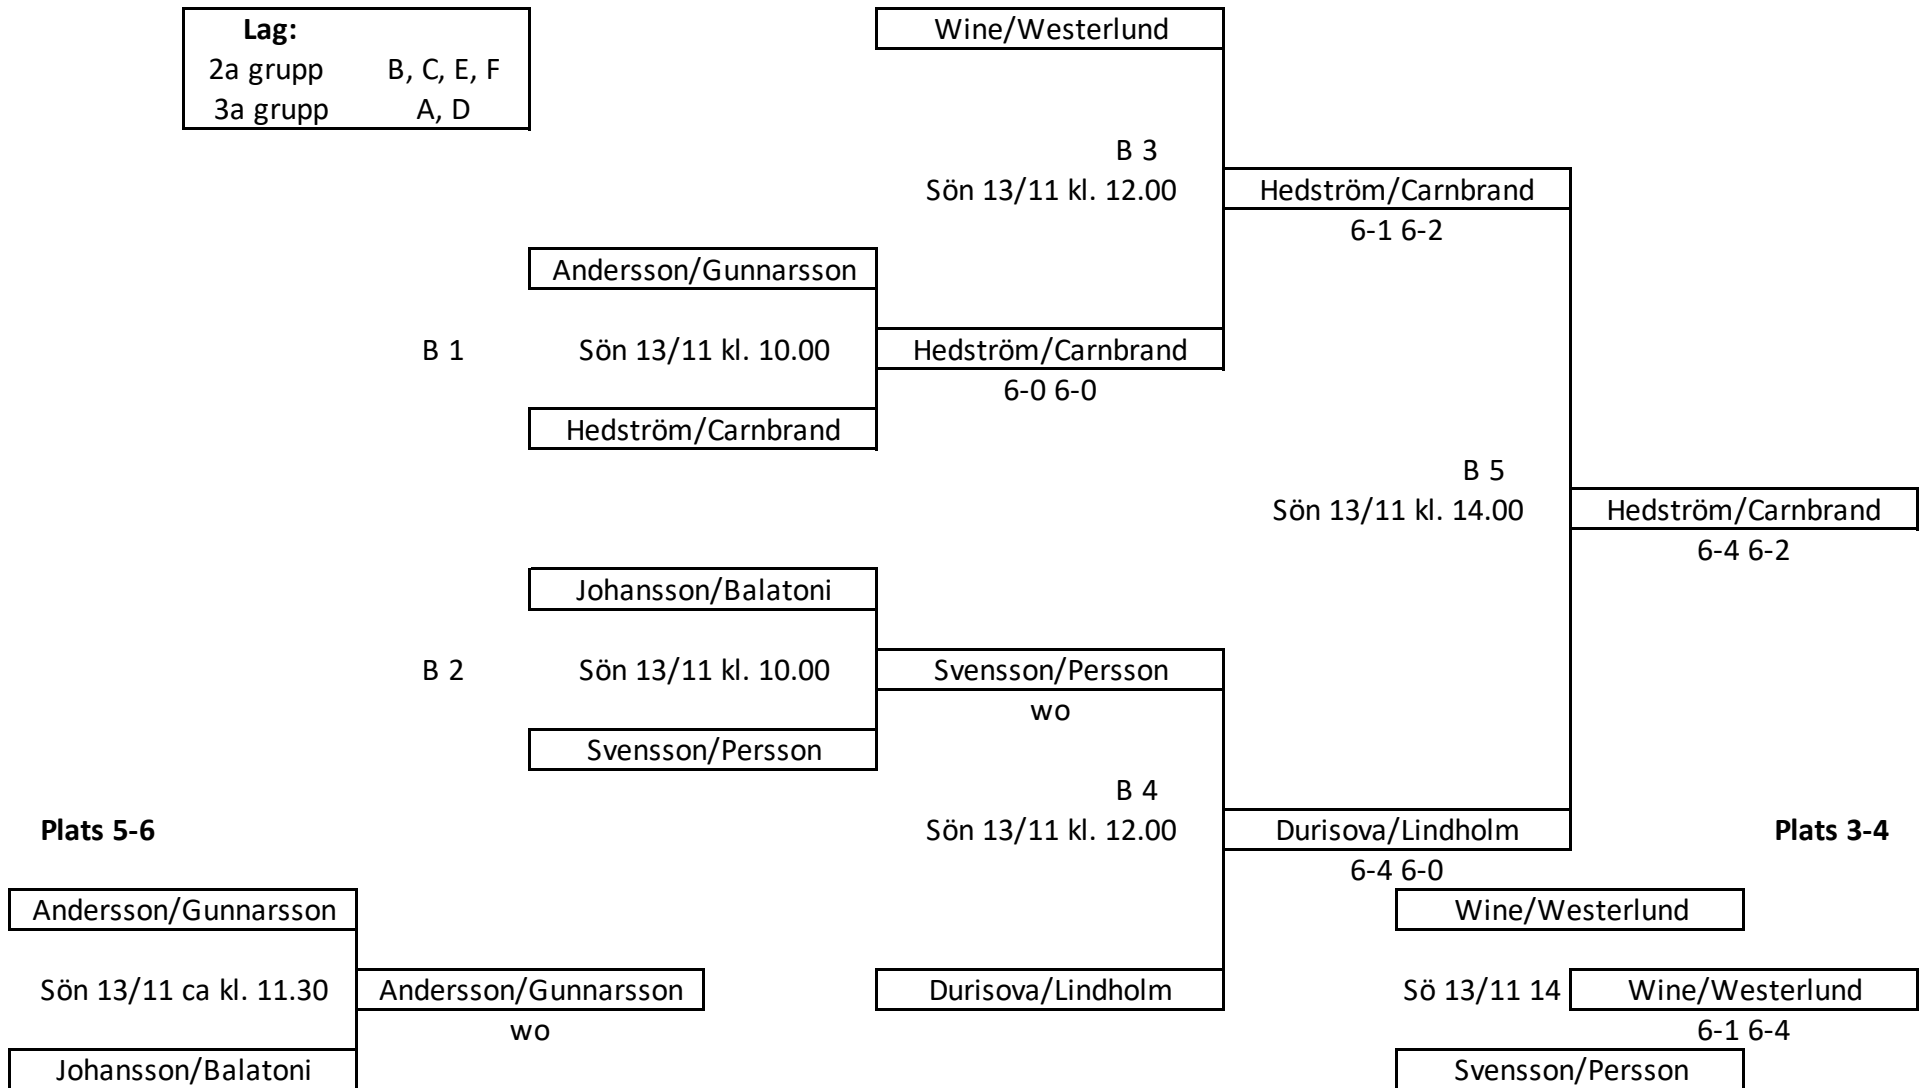 Lag:
2a grupp B, C, E, F
3a grupp A, D
Wine/Westerlund
B 3
Sön 13/11 kl. 12.00
Hedström/Carnbrand
6-1 6-2
Andersson/Gunnarsson
B 1
Sön 13/11 kl. 10.00
Hedström/Carnbrand
6-0 6-0
Hedström/Carnbrand
B 5
Sön 13/11 kl. 14.00
Hedström/Carnbrand
6-4 6-2
Johansson/Balatoni
B 2
Sön 13/11 kl. 10.00
Svensson/Persson
wo
Svensson/Persson
B 4
Sön 13/11 kl. 12.00
Durisova/Lindholm
6-4 6-0
Durisova/Lindholm
Plats 5-6
Andersson/Gunnarsson
Sön 13/11 ca kl. 11.30
Andersson/Gunnarsson
wo
Johansson/Balatoni
Plats 3-4
Wine/Westerlund
Sö 13/11 14
Wine/Westerlund
6-1 6-4
Svensson/Persson